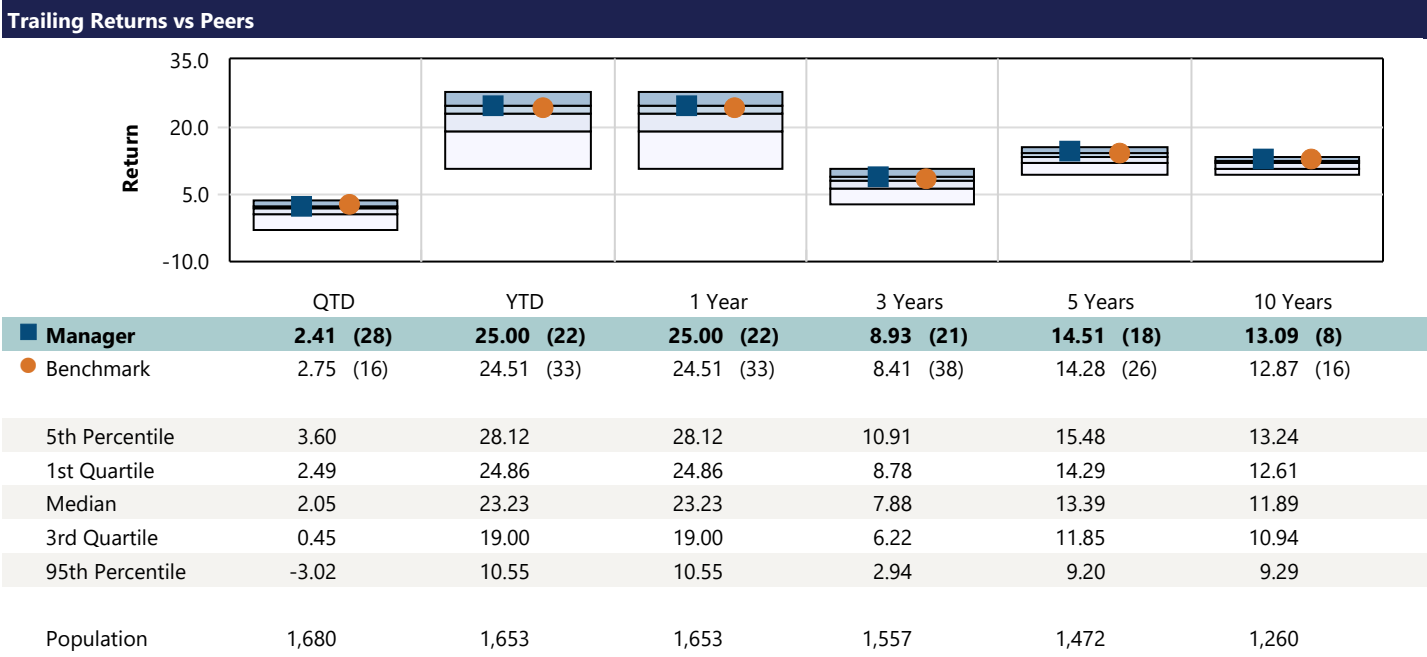 Trailing Returns vs Peers
35.0
20.0
5.0
-10.0
Return
QTD YTD 1 Year 3 Years 5 Years 10 Years
Manager 2.41 (28) 25.00 (22) 25.00 (22) 8.93 (21) 14.51 (18) 13.09 (8)
Benchmark 2.75 (16) 24.51 (33) 24.51 (33) 8.41 (38) 14.28 (26) 12.87 (16)
5th Percentile 3.60 28.12 28.12 10.91 15.48 13.24
1st Quartile 2.49 24.86 24.86 8.78 14.29 12.61
Median 2.05 23.23 23.23 7.88 13.39 11.89
3rd Quartile 0.45 19.00 19.00 6.22 11.85 10.94
95th Percentile -3.02 10.55 10.55 2.94 9.20 9.29
Population 1,680 1,653 1,653 1,557 1,472 1,260